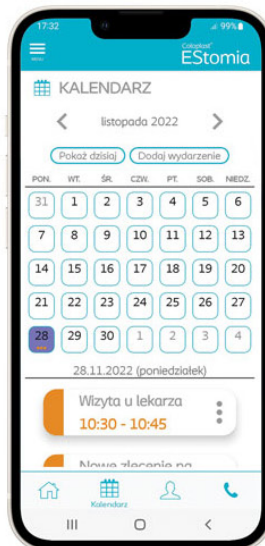 17:32 99%
MENU
Coloplast®
EStomia
KALENDARZ
listopada 2022
Pokaż dzisiaj Dodaj wydarzenie
PON. WT. ŚR. CZW. PT. SOB. NIEDZ.
31 1 2 3 4 5 6
7 8 9 10 11 12 13
14 15 16 17 18 19 20
21 22 23 24 25 26 27
28 29 30 1 2 3 4
28.11.2022 (poniedziałek)
Wizyta u lekarza
10:30 - 10:45
Nowe zlecenie na
Kalendarz